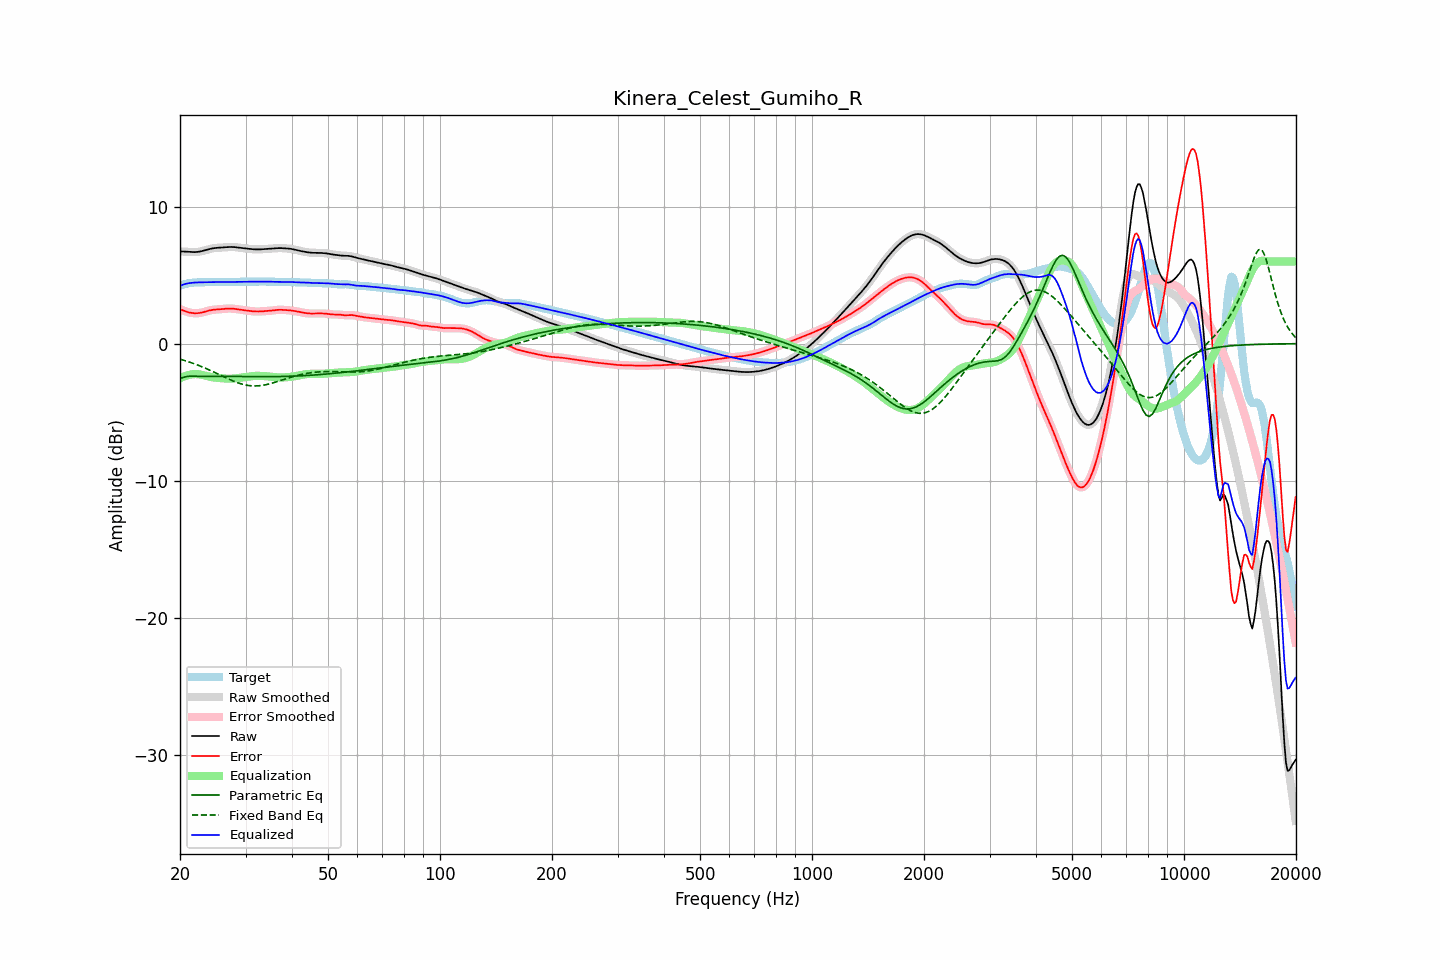 Kinera_Celest_Gumiho_R
Amplitude (dBr)
10
0
−10
−20
−30
Target
Raw Smoothed
Error Smoothed
Raw
Error
Equalization
Parametric Eq
Fixed Band Eq
Equalized
20 50 100 200 500 1000 2000 5000 10000 20000
Frequency (Hz)